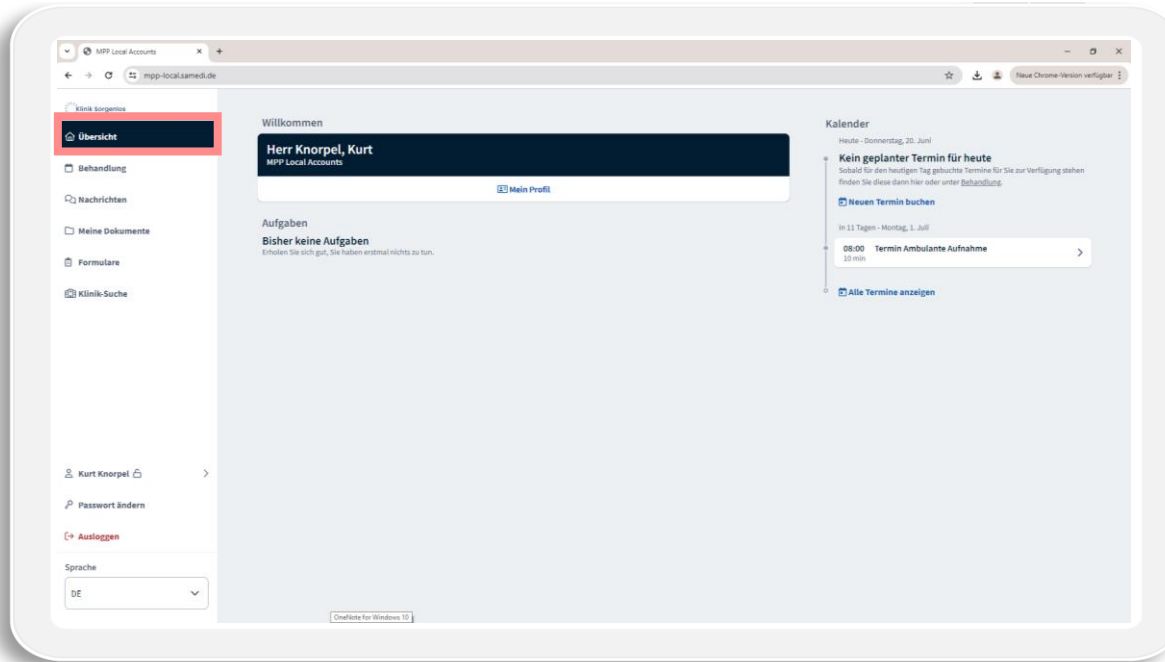 MPP Local Accounts
mpp-local.samedi.de
Neue Chrome-Version verfügbar
Klinik Sorgenlos
Übersicht
Behandlung
Nachrichten
Meine Dokumente
Formulare
Klinik-Suche
Kurt Knorpel
Passwort ändern
Ausloggen
Sprache
DE
Willkommen
Herr Knorpel, Kurt
MPP Local Accounts
Mein Profil
Aufgaben
Bisher keine Aufgaben
Erholen Sie sich gut, Sie haben erstmal nichts zu tun.
Kalender
Heute - Donnerstag, 20. Juni
Kein geplanter Termin für heute
Sobald für den heutigen Tag gebuchte Termine für Sie zur Verfügung stehen
finden Sie diese dann hier oder unter Behandlung.
Neuen Termin buchen
in 11 Tagen - Montag, 1. Juli
08:00 Termin Ambulante Aufnahme
10 min
Alle Termine anzeigen
OneNote for Windows 10